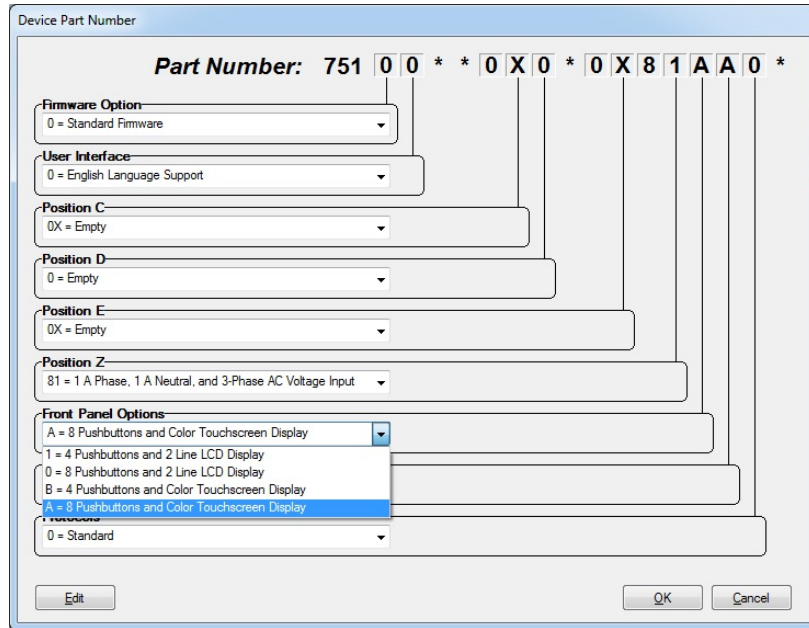 Device Part Number
Part Number: 751 0 0 * * 0 X 0 * 0 X 8 1 A A 0 *
Firmware Option
0 = Standard Firmware
User Interface
0 = English Language Support
Position C
0X = Empty
Position D
0 = Empty
Position E
0X = Empty
Position Z
81 = 1 A Phase, 1 A Neutral, and 3-Phase AC Voltage Input
Front Panel Options
A = 8 Pushbuttons and Color Touchscreen Display
1 = 4 Pushbuttons and 2 Line LCD Display
0 = 8 Pushbuttons and 2 Line LCD Display
B = 4 Pushbuttons and Color Touchscreen Display
A = 8 Pushbuttons and Color Touchscreen Display
Protocols
0 = Standard
Edit
OK
Cancel